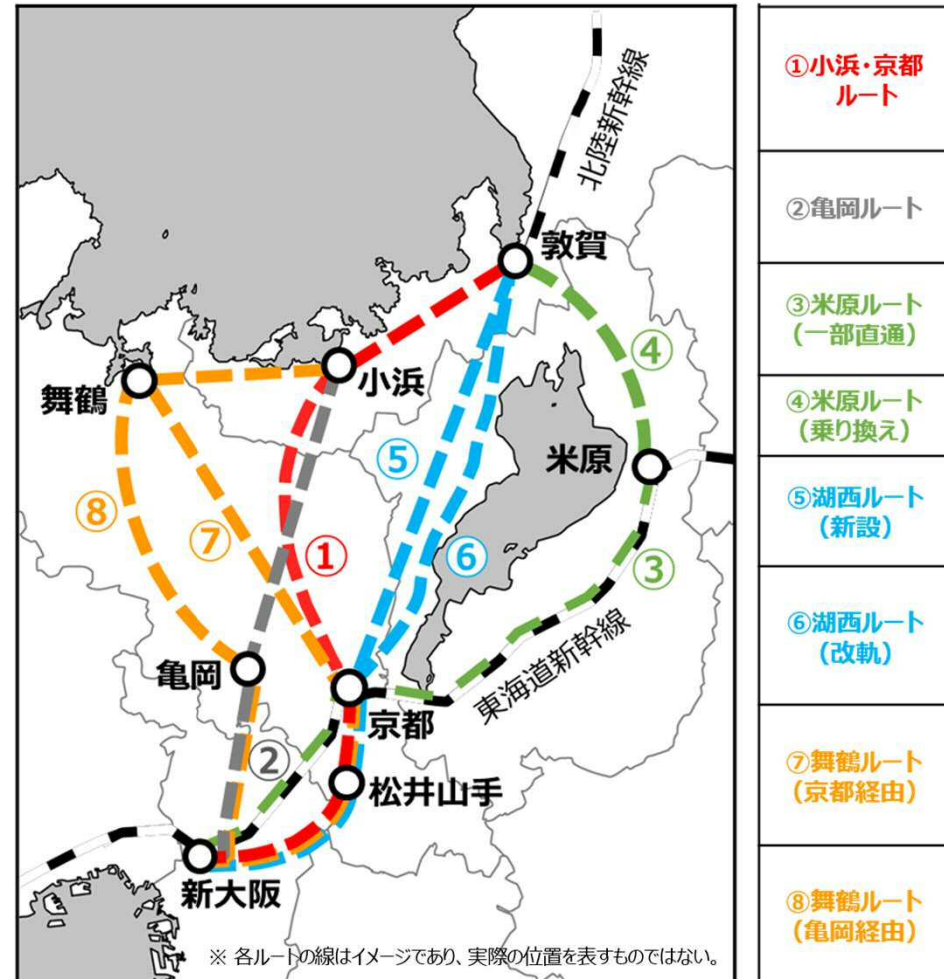 北陸新幹線
敦賀
④
小浜
舞鶴
米原
⑤
⑧
⑦
①
⑥
③
東海道新幹線
亀岡
京都
②
松井山手
新大阪
※ 各ルートの線はイメージであり、実際の位置を表すものではない。
①小浜・京都
ルート
②亀岡ルート
③米原ルート
（一部直通）
④米原ルート
（乗り換え）
⑤湖西ルート
（新設）
⑥湖西ルート
（改軌）
⑦舞鶴ルート
（京都経由）
⑧舞鶴ルート
（亀岡経由）